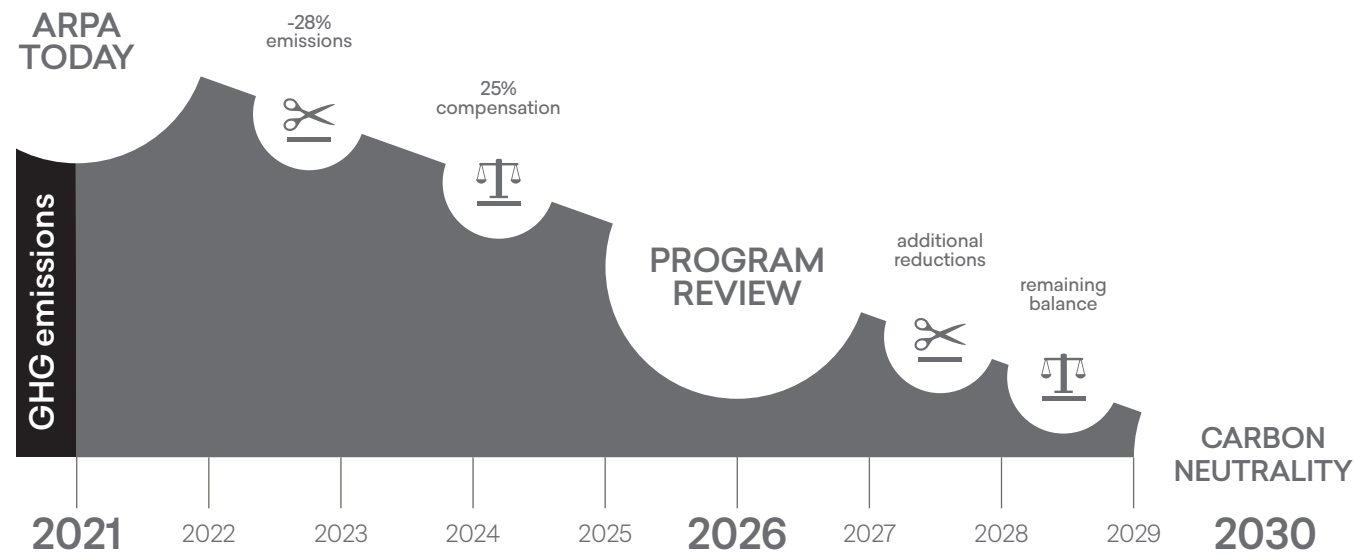 ARPA
TODAY
-28%
emissions
25%
compensation
GHG emissions
PROGRAM
REVIEW
additional
reductions
remaining
balance
CARBON
NEUTRALITY
2021 2022 2023 2024 2025 2026 2027 2028 2029 2030